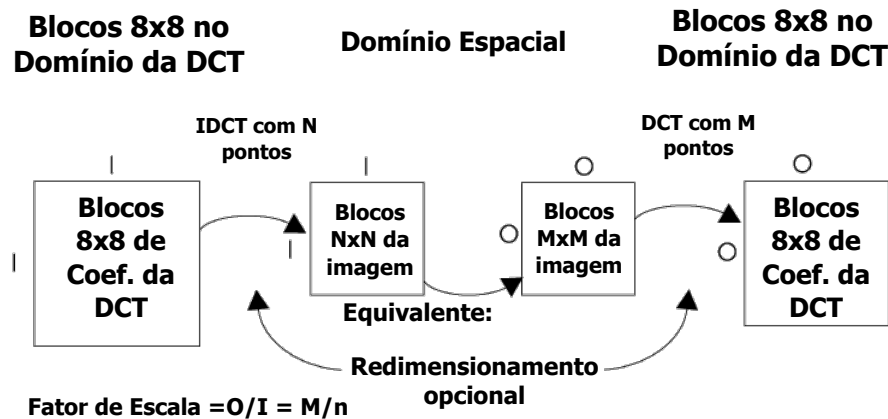 Blocos 8x8 no
Domínio da DCT
Domínio Espacial
Blocos 8x8 no
Domínio da DCT
IDCT com N
pontos
DCT com M
pontos
I
I
O
O
I
Blocos
8x8 de
Coef. da
DCT
I
Blocos
NxN da
imagem
O
Blocos
MxM da
imagem
O
Blocos
8x8 de
Coef. da
DCT
Equivalente:
Redimensionamento
opcional
Fator de Escala =O/I = M/n